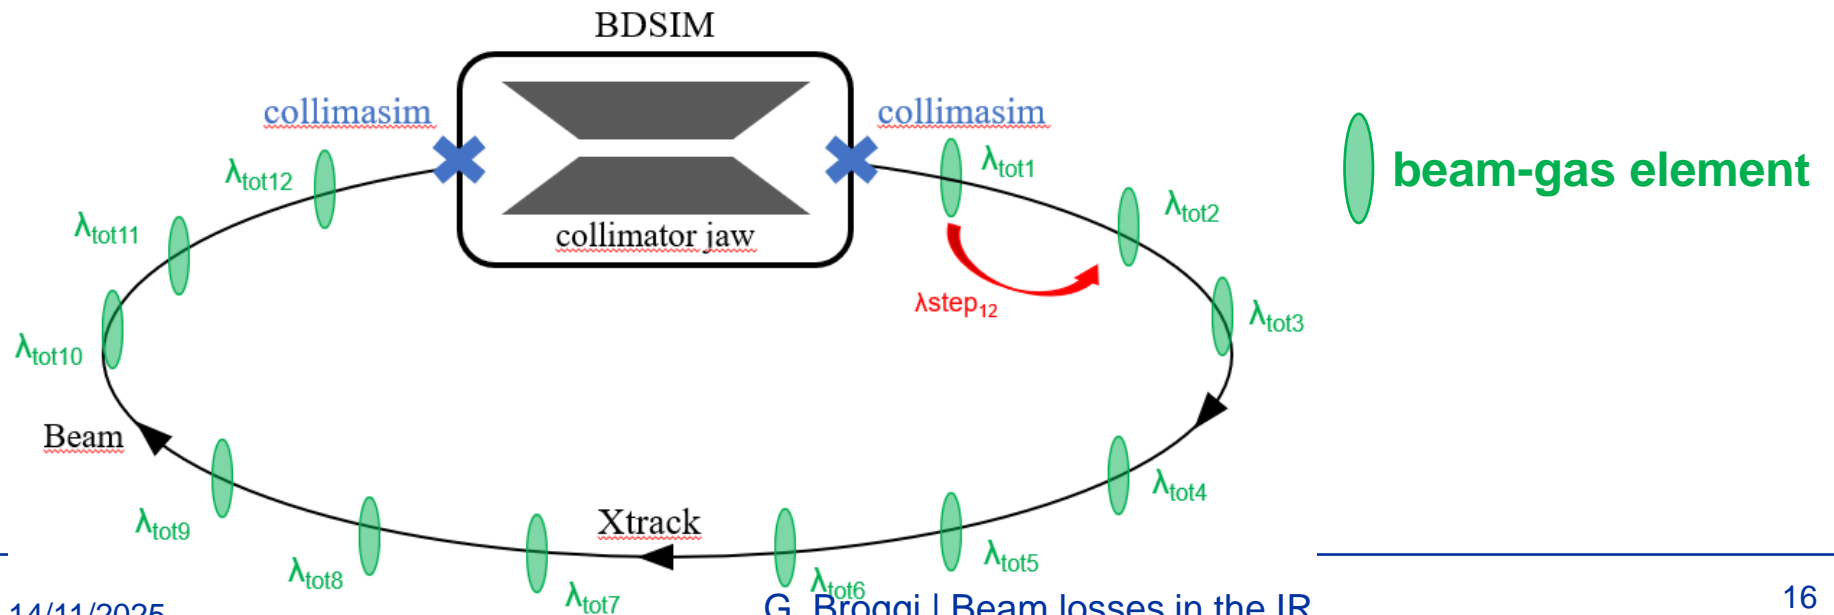 BDSIM
collimasim
collimasim
collimator jaw
λtot12
λtot1
λtot11
λtot2
λstep12
λtot3
λtot10
Beam
λtot4
λtot9
Xtrack
λtot5
λtot8
λtot6
λtot7
beam-gas element
14/11/2025
G. Broggi | Beam losses in the IR
16